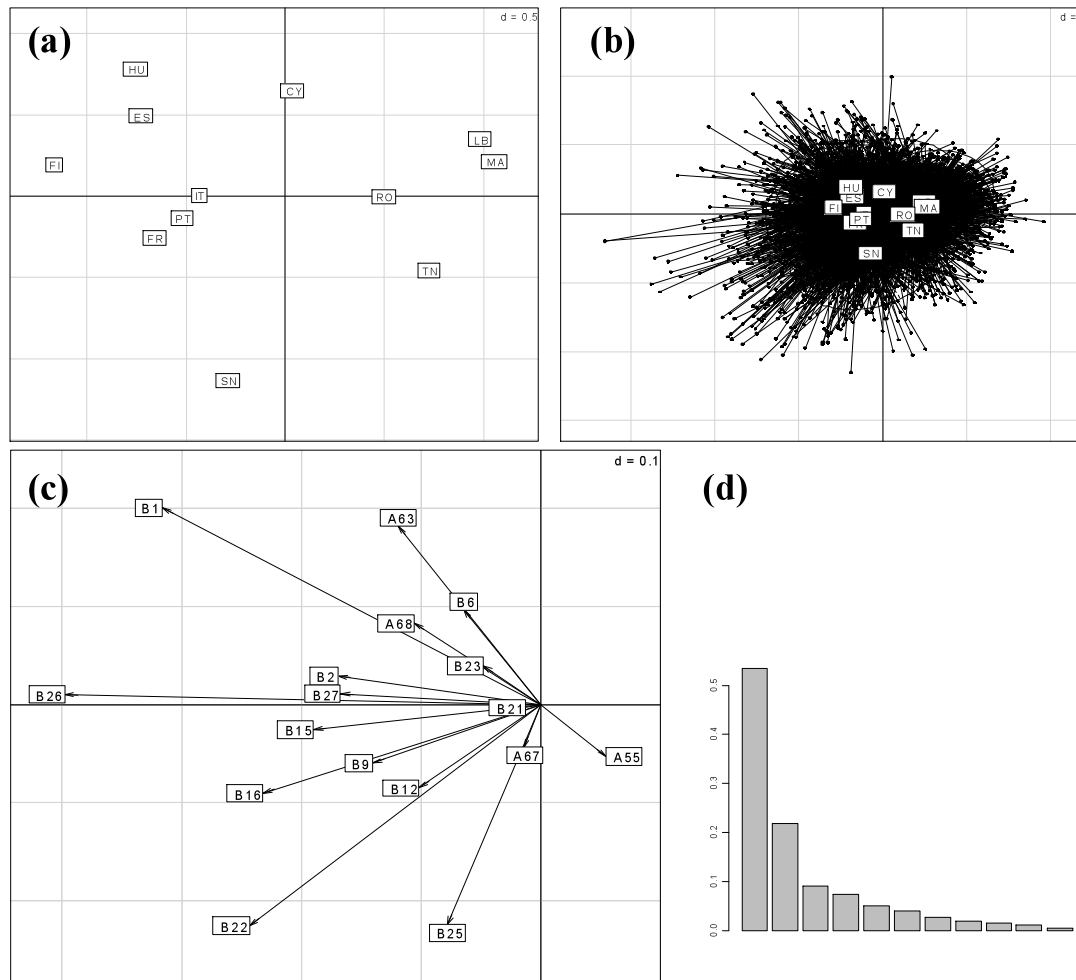 (a)
d = 0.5
HU
CY
ES
LB
MA
FI
IT
RO
PT
FR
TN
SN
(b)
d =
HU
CY
ES
FI
MA
RO
PT
TN
SN
(c)
d = 0.1
B1
A63
B6
A68
B23
B2
B26
B27
B21
B15
A67
A55
B9
B12
B16
B22
B25
(d)
0.5
0.4
0.3
0.2
0.1
0.0